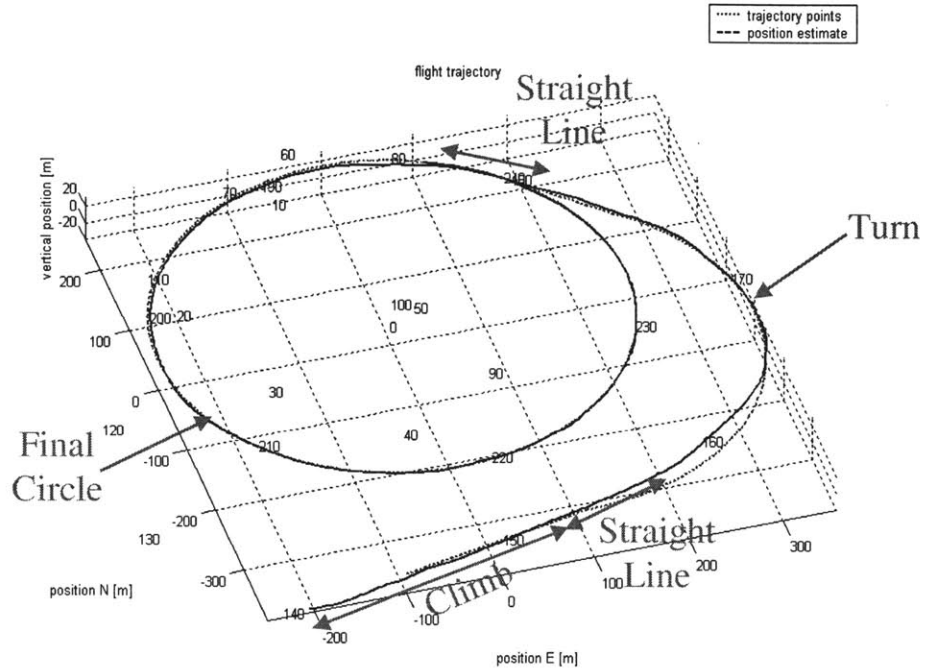 trajectory points
position estimate
flight trajectory
Straight
Line
60
80
70
190
10
240
20
0
-20
vertical position [m]
200
Turn
110
170
200
20
100
50
0
230
100
90
30
0
120
40
Final
Circle
210
-100
220
160
-200
130
150
Straight
Line
300
-300
200
Climb
100
position N [m]
140
0
-100
-200
position E [m]